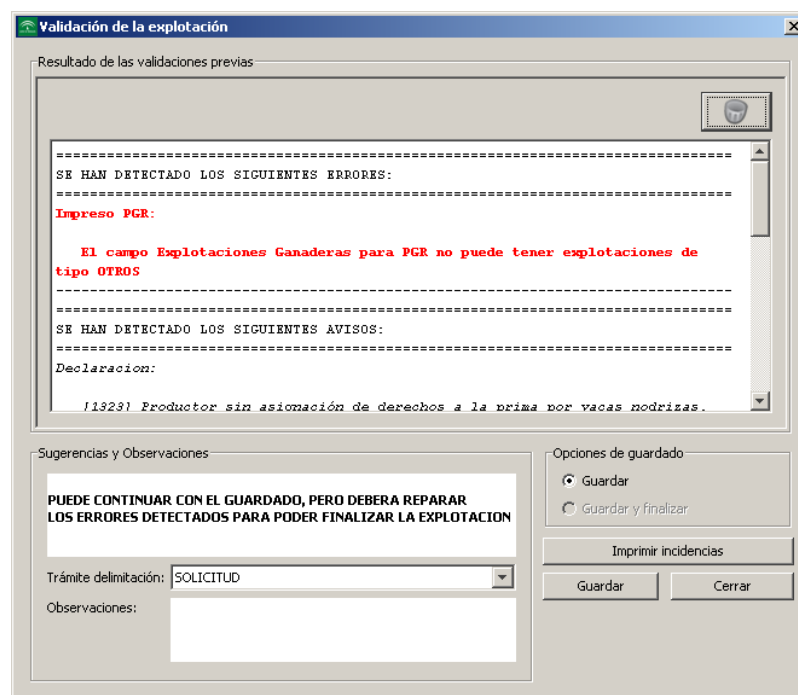 Validación de la explotación
Resultado de las validaciones previas
================================================================================
SE HAN DETECTADO LOS SIGUIENTES ERRORES:
================================================================================
Impreso PGR:
El campo Explotaciones Ganaderas para PGR no puede tener explotaciones de
tipo OTROS
--------------------------------------------------------------------------------
================================================================================
SE HAN DETECTADO LOS SIGUIENTES AVISOS:
================================================================================
Declaracion:
[1323] Productor sin asignación de derechos a la prima por vacas nodrizas.
Sugerencias y Observaciones
PUEDE CONTINUAR CON EL GUARDADO, PERO DEBERA REPARAR
LOS ERRORES DETECTADOS PARA PODER FINALIZAR LA EXPLOTACION
Trámite delimitación: SOLICITUD
Observaciones:
Opciones de guardado
Guardar
Guardar y finalizar
Imprimir incidencias
Guardar Cerrar